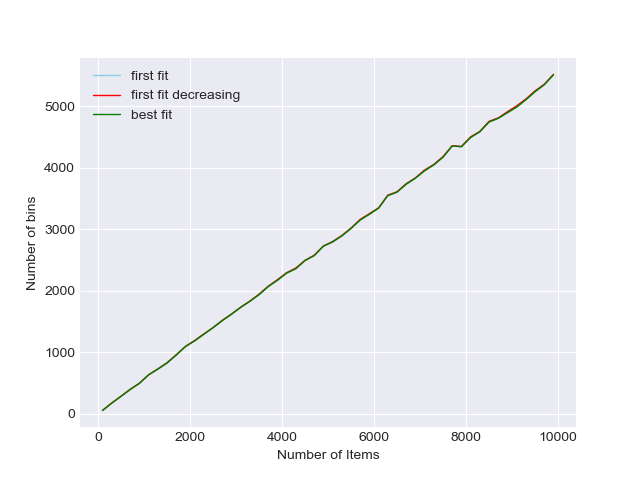 first fit
first fit decreasing
best fit
5000
4000
3000
2000
1000
0
Number of bins
0 2000 4000 6000 8000 10000
Number of Items